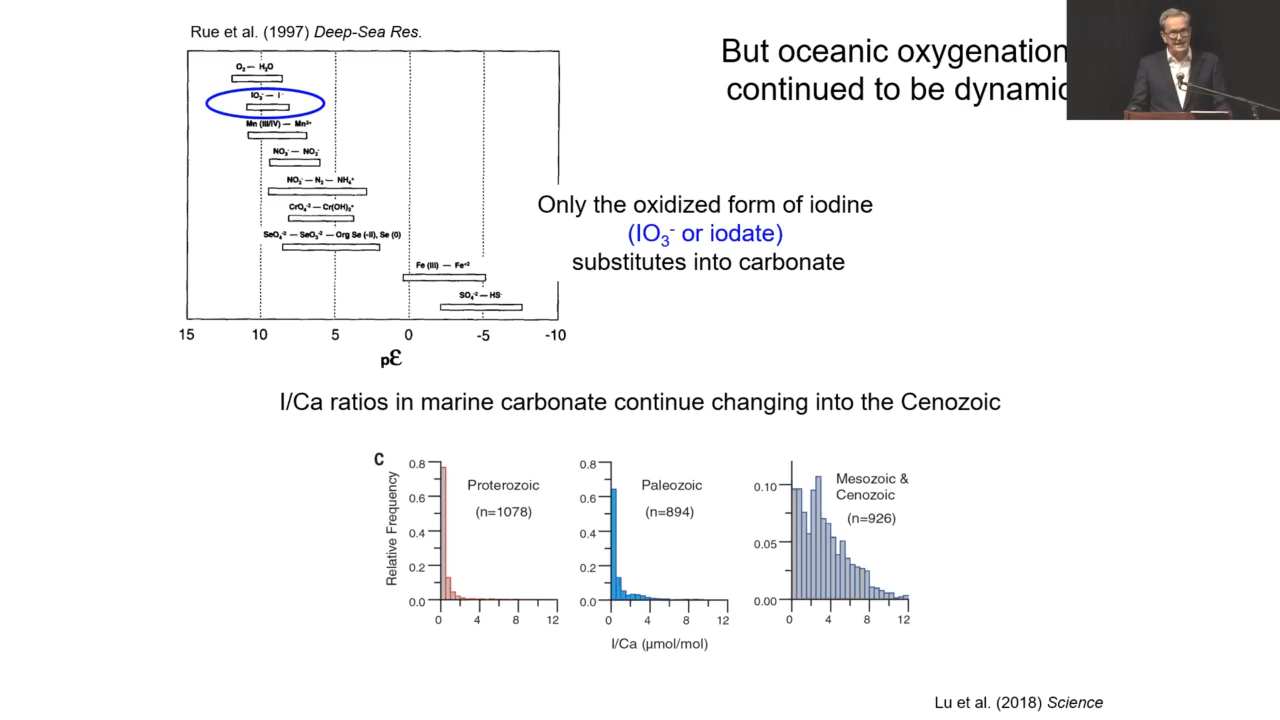 Rue et al. (1997) Deep-Sea Res.
But oceanic oxygenation
continued to be dynamic
O₂ — H₂O
IO₃⁻ — I⁻
Mn (III/IV) — Mn²⁺
NO₃⁻ — NO₂⁻
NO₃⁻ — N₂ — NH₄⁺
CrO₄⁻² — Cr(OH)₂⁺
SeO₄⁻² — SeO₃⁻² — Org Se (-II), Se (0)
Fe (III) — Fe⁺²
SO₄⁻² — HS⁻
15 10 5 0 -5 -10
pƐ
Only the oxidized form of iodine
(IO₃⁻ or iodate)
substitutes into carbonate
I/Ca ratios in marine carbonate continue changing into the Cenozoic
C
Relative Frequency
0.8
0.6
0.4
0.2
0.0
Proterozoic
(n=1078)
0 4 8 12
0.8
0.6
0.4
0.2
0.0
Paleozoic
(n=894)
0 4 8 12
0.10
0.05
0.00
Mesozoic &
Cenozoic
(n=926)
0 4 8 12
I/Ca (µmol/mol)
Lu et al. (2018) Science